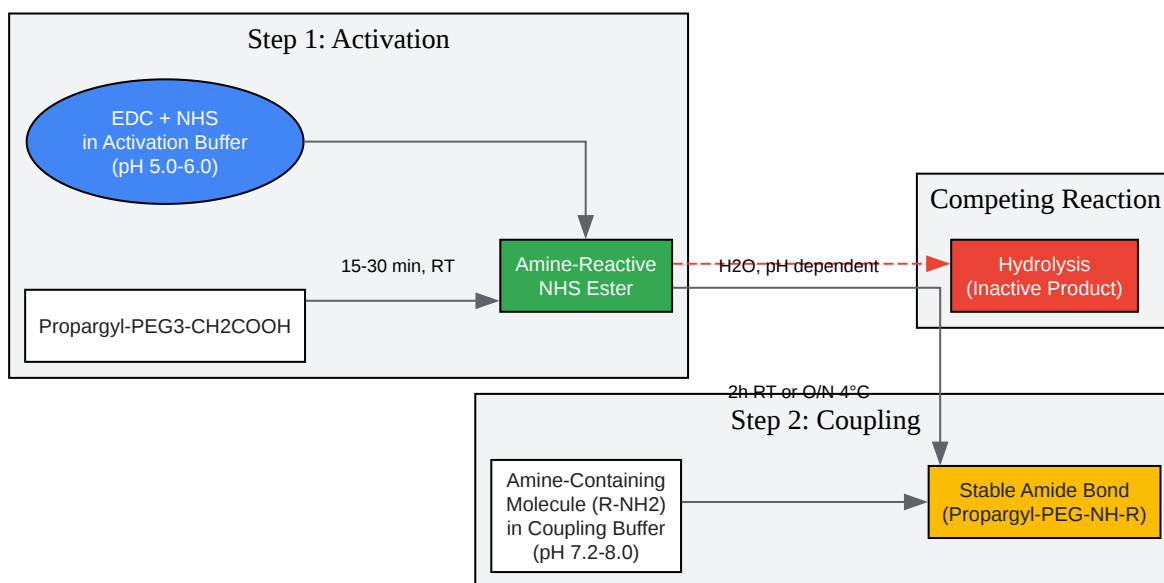 Step 1: Activation
EDC + NHS
in Activation Buffer
(pH 5.0-6.0)
Propargyl-PEG3-CH2COOH
15-30 min, RT
Amine-Reactive
NHS Ester
H2O, pH dependent
Competing Reaction
Hydrolysis
(Inactive Product)
2h RT or O/N 4°C
Step 2: Coupling
Amine-Containing
Molecule (R-NH2)
in Coupling Buffer
(pH 7.2-8.0)
Stable Amide Bond
(Propargyl-PEG-NH-R)